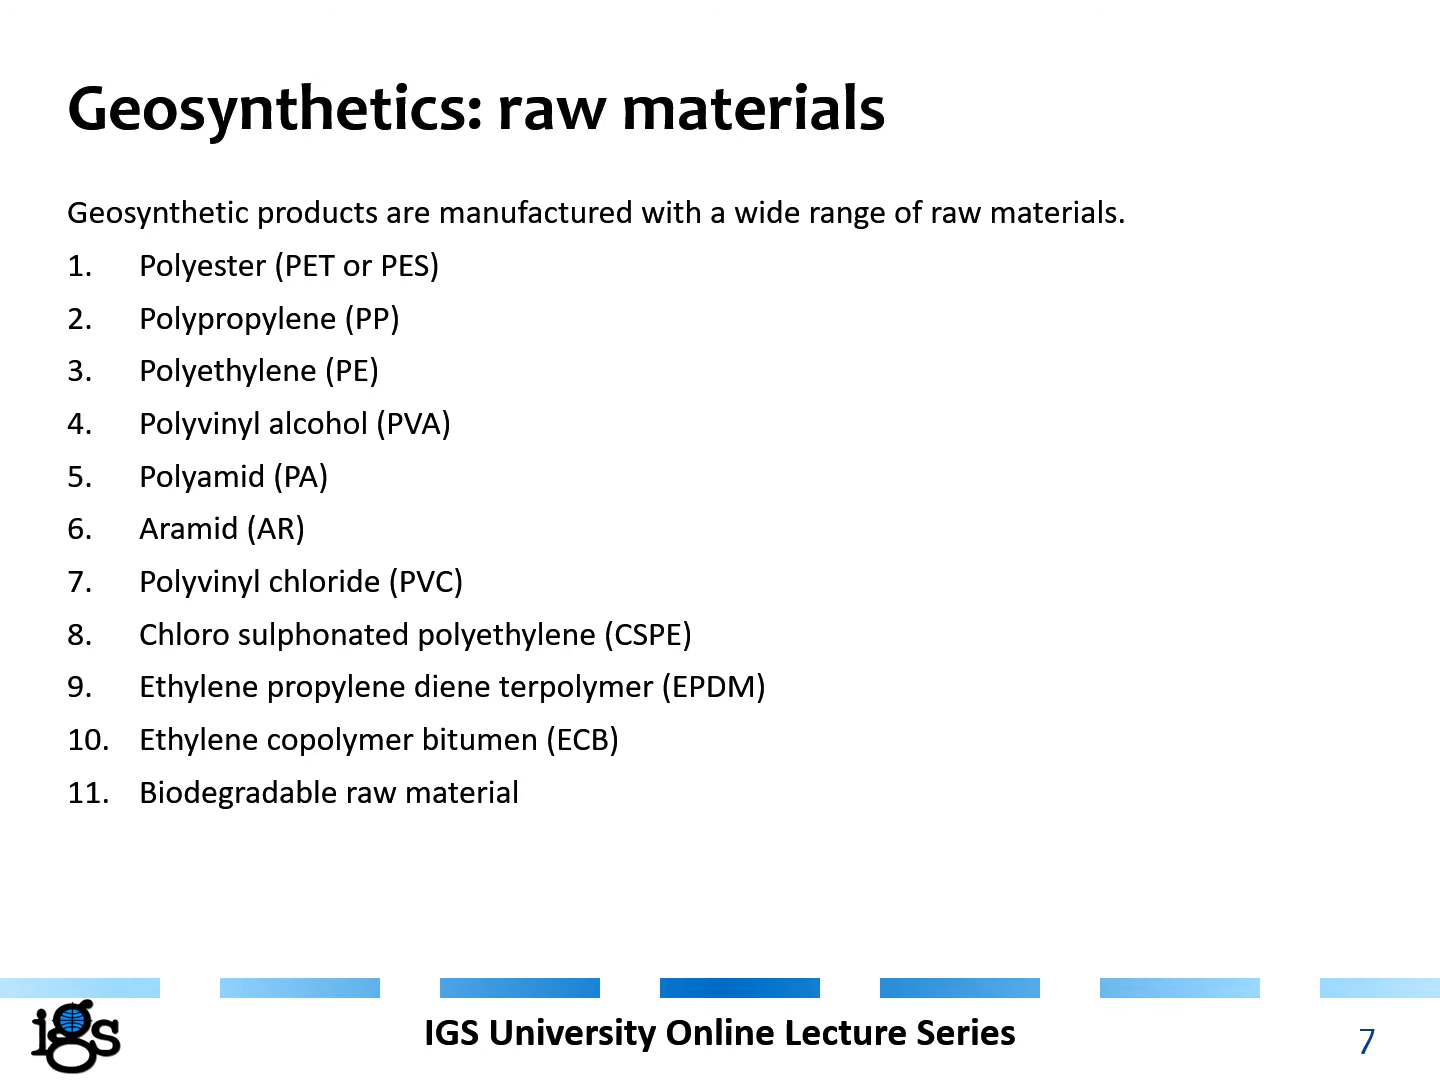 Geosynthetics: raw materials
Geosynthetic products are manufactured with a wide range of raw materials.
1. Polyester (PET or PES)
2. Polypropylene (PP)
3. Polyethylene (PE)
4. Polyvinyl alcohol (PVA)
5. Polyamid (PA)
6. Aramid (AR)
7. Polyvinyl chloride (PVC)
8. Chloro sulphonated polyethylene (CSPE)
9. Ethylene propylene diene terpolymer (EPDM)
10. Ethylene copolymer bitumen (ECB)
11. Biodegradable raw material
igs
IGS University Online Lecture Series
7